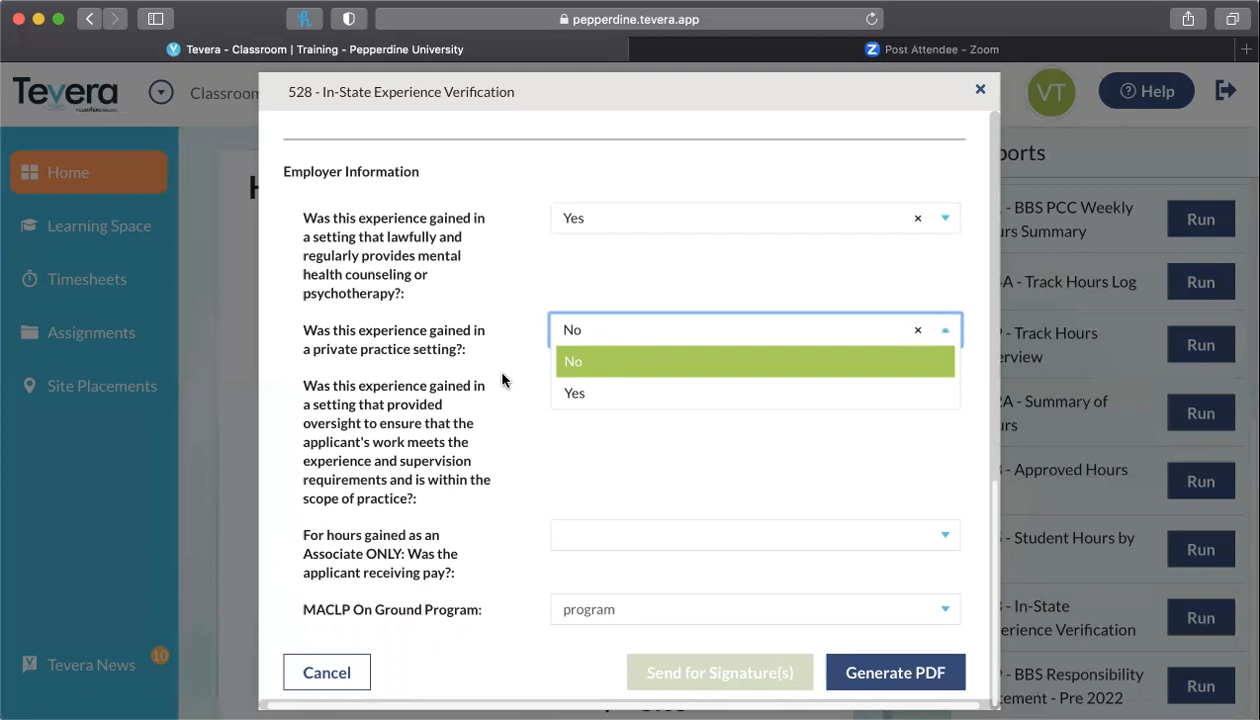 pepperdine.tevera.app
Tevera - Classroom | Training - Pepperdine University
Post Attendee - Zoom
Tevera
Classroom
528 - In-State Experience Verification
VT
Help
Home
Learning Space
Timesheets
Assignments
Site Placements
Tevera News
10
Employer Information
Was this experience gained in
a setting that lawfully and
regularly provides mental
health counseling or
psychotherapy?:
Yes
Was this experience gained in
a private practice setting?:
No
No
Yes
Was this experience gained in
a setting that provided
oversight to ensure that the
applicant's work meets the
experience and supervision
requirements and is within the
scope of practice?:
For hours gained as an
Associate ONLY: Was the
applicant receiving pay?:
MACLP On Ground Program:
program
Cancel
Send for Signature(s)
Generate PDF
ports
- BBS PCC Weekly
urs Summary
Run
-A - Track Hours Log
Run
- Track Hours
erview
Run
2A - Summary of
urs
Run
- Approved Hours
Run
- Student Hours by
Run
- In-State
erience Verification
Run
- BBS Responsibility
tement - Pre 2022
Run